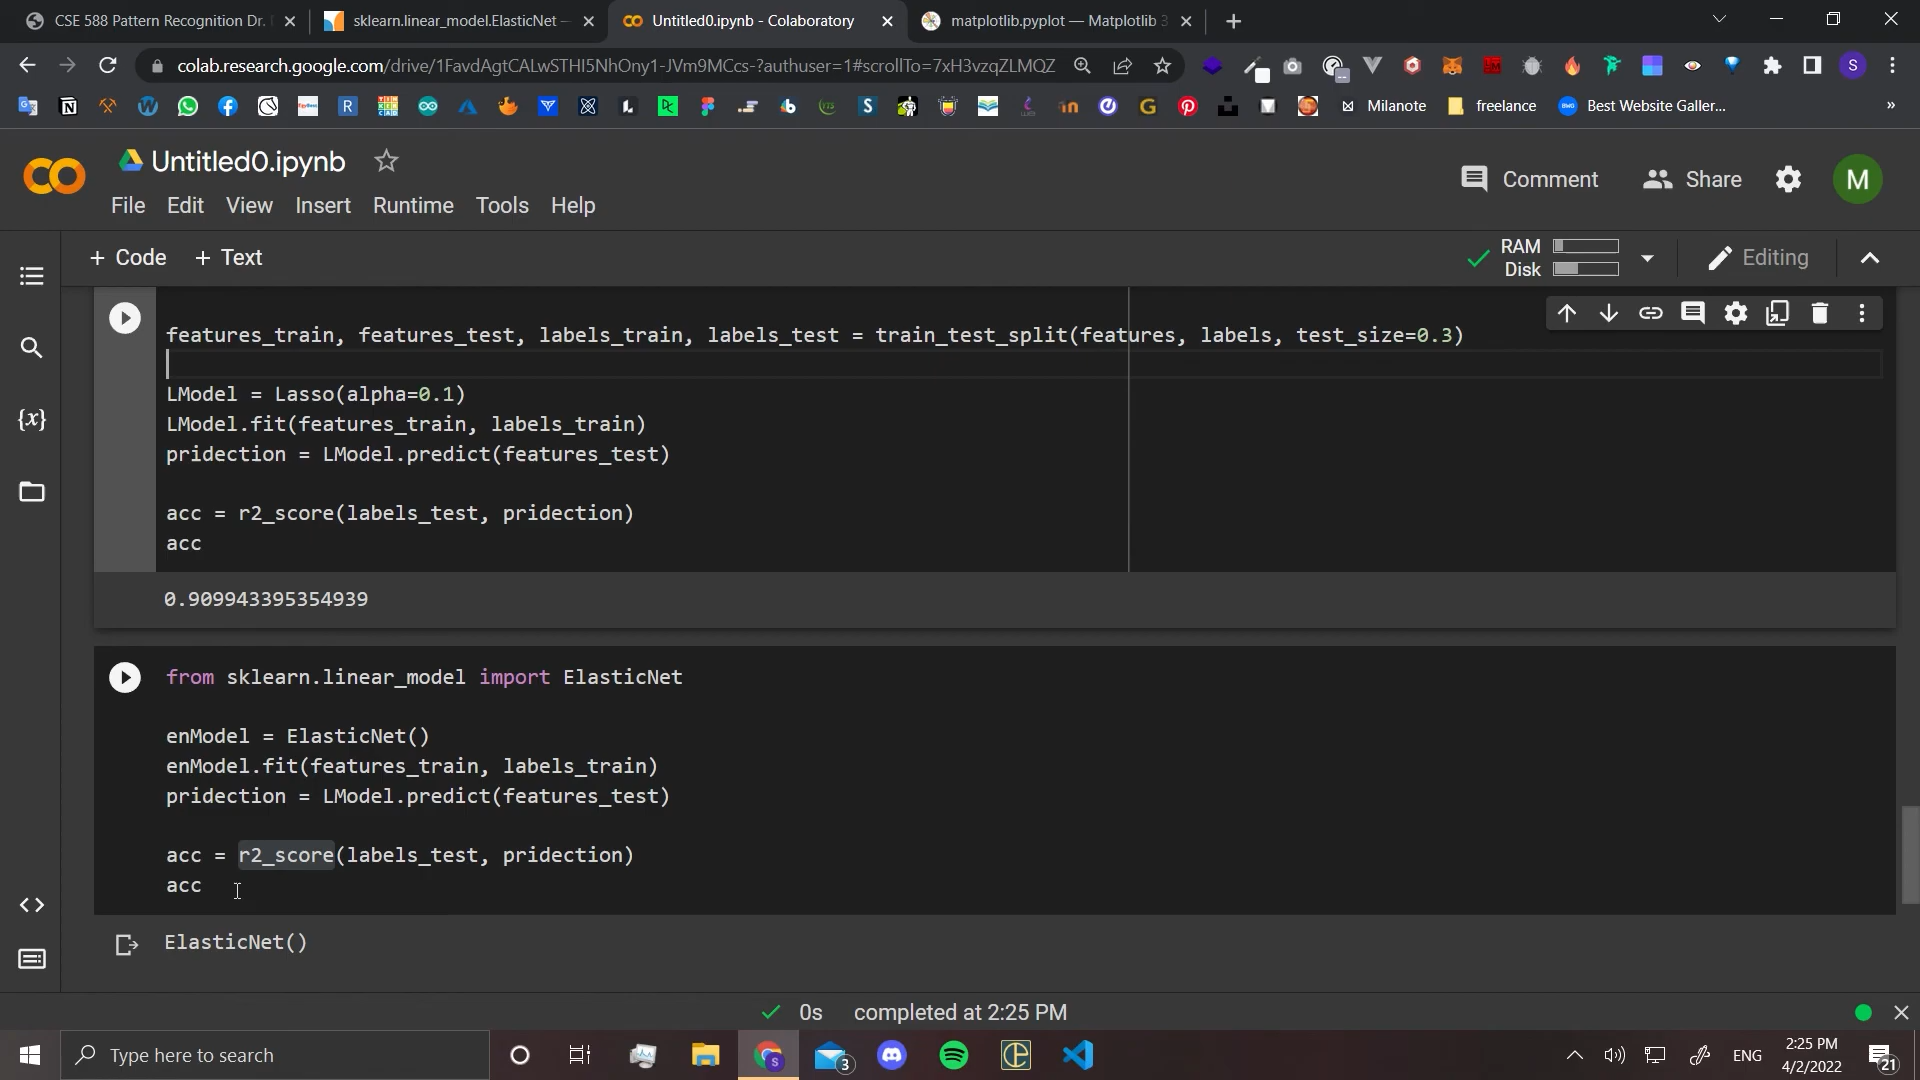 CSE 588 Pattern Recognition Dr.
sklearn.linear_model.ElasticNet —
Untitled0.ipynb - Colaboratory
matplotlib.pyplot — Matplotlib 3
colab.research.google.com/drive/1FavdAgtCALwSTHI5NhOny1-JVm9MCcs-?authuser=1#scrollTo=7xH3vzqZLMQZ
S
Milanote
freelance
Best Website Galler...
»
CO
Untitled0.ipynb
Comment
Share
M
File Edit View Insert Runtime Tools Help
+ Code + Text
RAM
Disk
Editing
features_train, features_test, labels_train, labels_test = train_test_split(features, labels, test_size=0.3)
LModel = Lasso(alpha=0.1)
LModel.fit(features_train, labels_train)
pridection = LModel.predict(features_test)
acc = r2_score(labels_test, pridection)
acc
0.909943395354939
{x}
from sklearn.linear_model import ElasticNet
enModel = ElasticNet()
enModel.fit(features_train, labels_train)
pridection = LModel.predict(features_test)
acc = r2_score(labels_test, pridection)
acc
ElasticNet()
0s completed at 2:25 PM
Type here to search
3
ENG
2:25 PM
4/2/2022
21